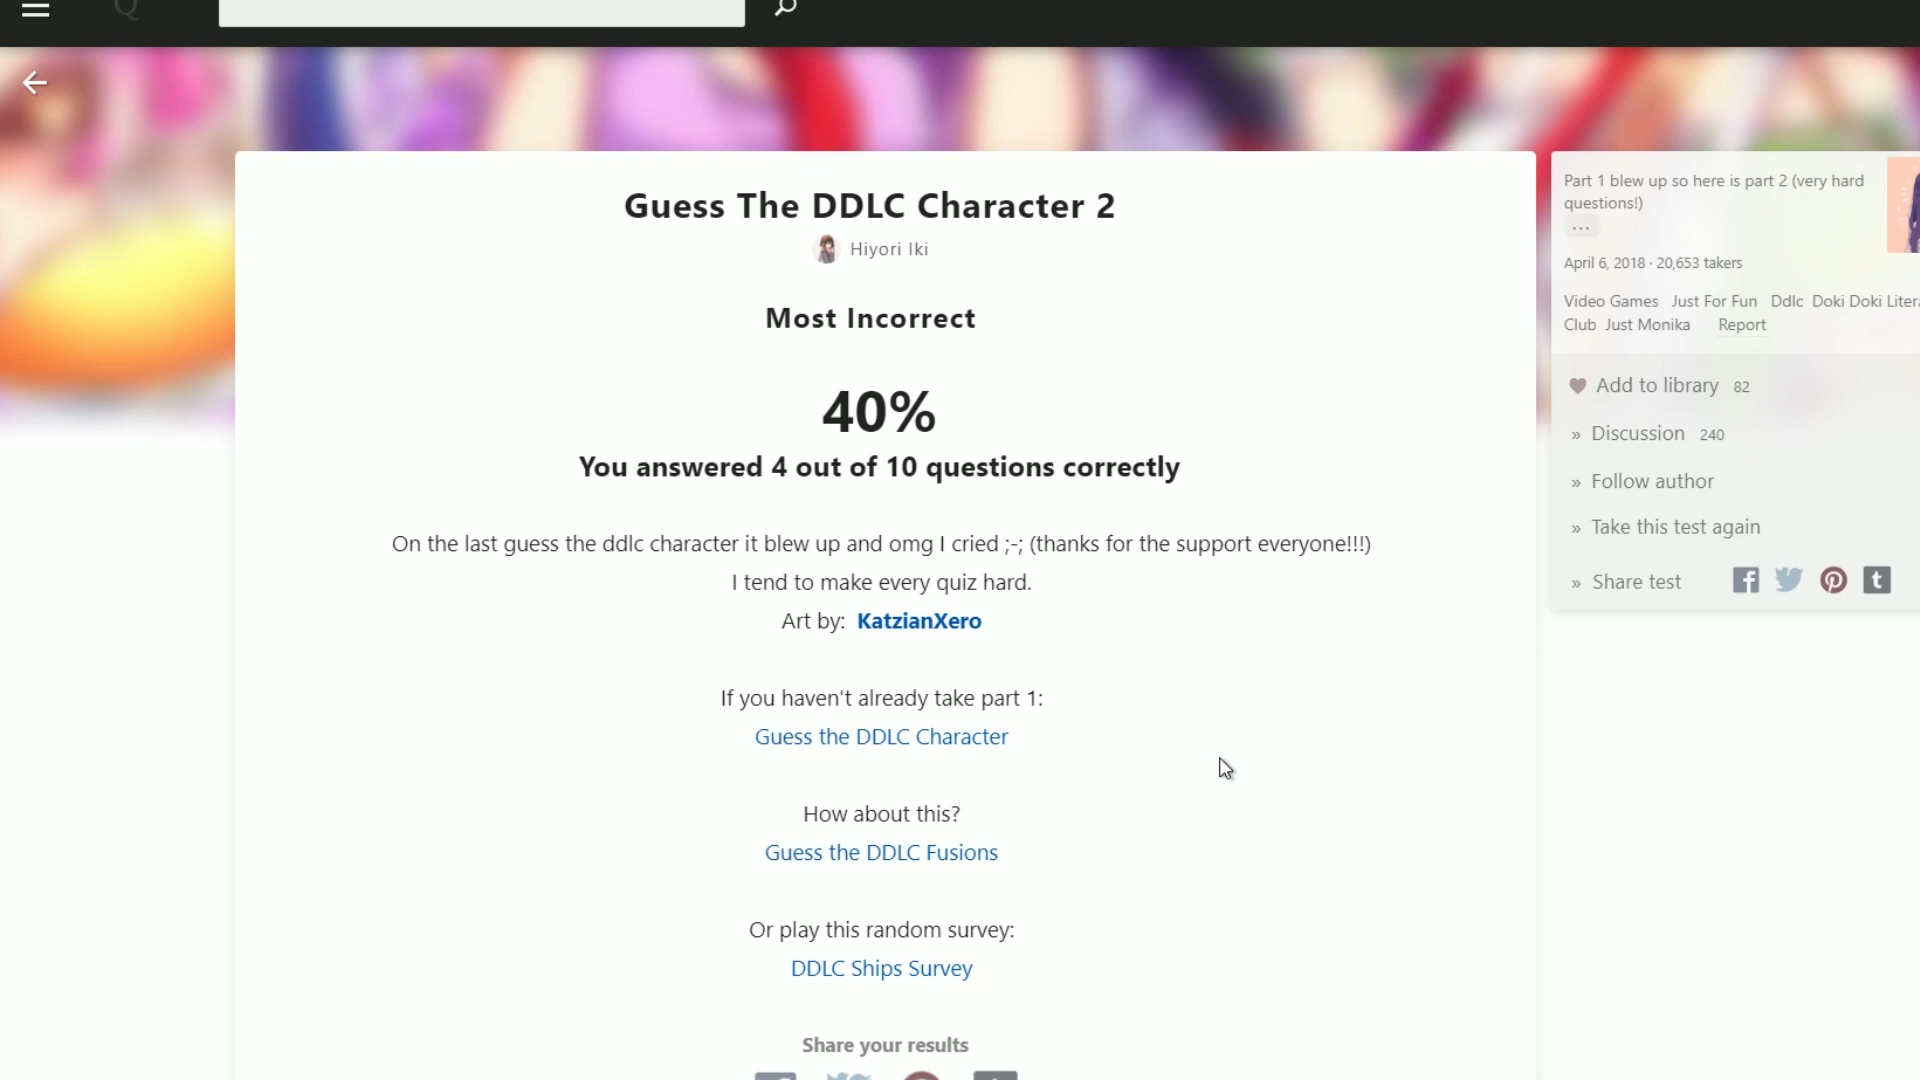 Guess The DDLC Character 2
Hiyori Iki
Most Incorrect
40%
You answered 4 out of 10 questions correctly
On the last guess the ddlc character it blew up and omg I cried ;-; (thanks for the support everyone!!!)
I tend to make every quiz hard.
Art by: KatzianXero
If you haven't already take part 1:
Guess the DDLC Character
How about this?
Guess the DDLC Fusions
Or play this random survey:
DDLC Ships Survey
Share your results
Part 1 blew up so here is part 2 (very hard
questions!)
...
April 6, 2018 · 20,653 takers
Video Games Just For Fun Ddlc Doki Doki Litera
Club Just Monika Report
Add to library 82
» Discussion 240
» Follow author
» Take this test again
» Share test